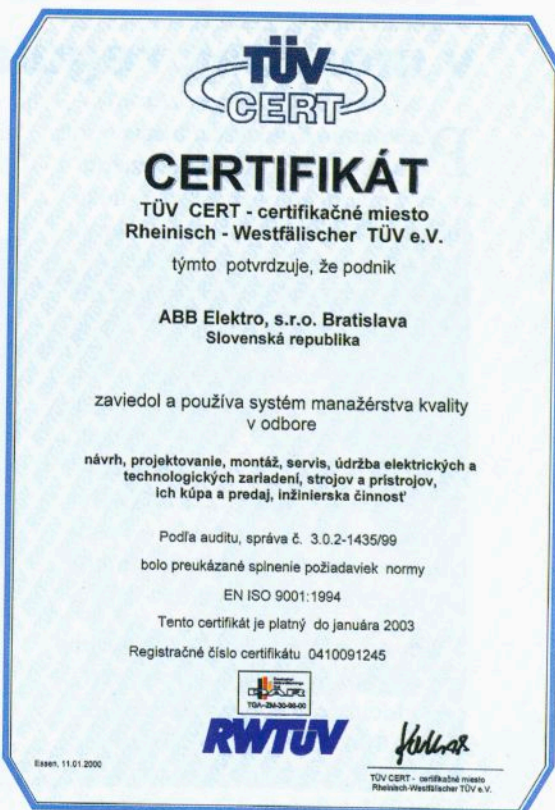 TÜV
CERT
CERTIFIKÁT
TÜV CERT - certifikačné miesto
Rheinisch - Westfälischer TÜV e.V.
týmto potvrdzuje, že podnik
ABB Elektro, s.r.o. Bratislava
Slovenská republika
zaviedol a používa systém manažérstva kvality
v odbore
návrh, projektovanie, montáž, servis, údržba elektrických a
technologických zariadení, strojov a prístrojov,
ich kúpa a predaj, inžinierska činnosť
Podľa auditu, správa č. 3.0.2-1435/99
bolo preukázané splnenie požiadaviek normy
EN ISO 9001:1994
Tento certifikát je platný do januára 2003
Registračné číslo certifikátu 0410091245
DAR
TGA-ZM-30-96-00
RWTÜV
Essen, 11.01.2000
TÜV CERT - certifikačné miesto
Rheinisch-Westfälischer TÜV e.V.